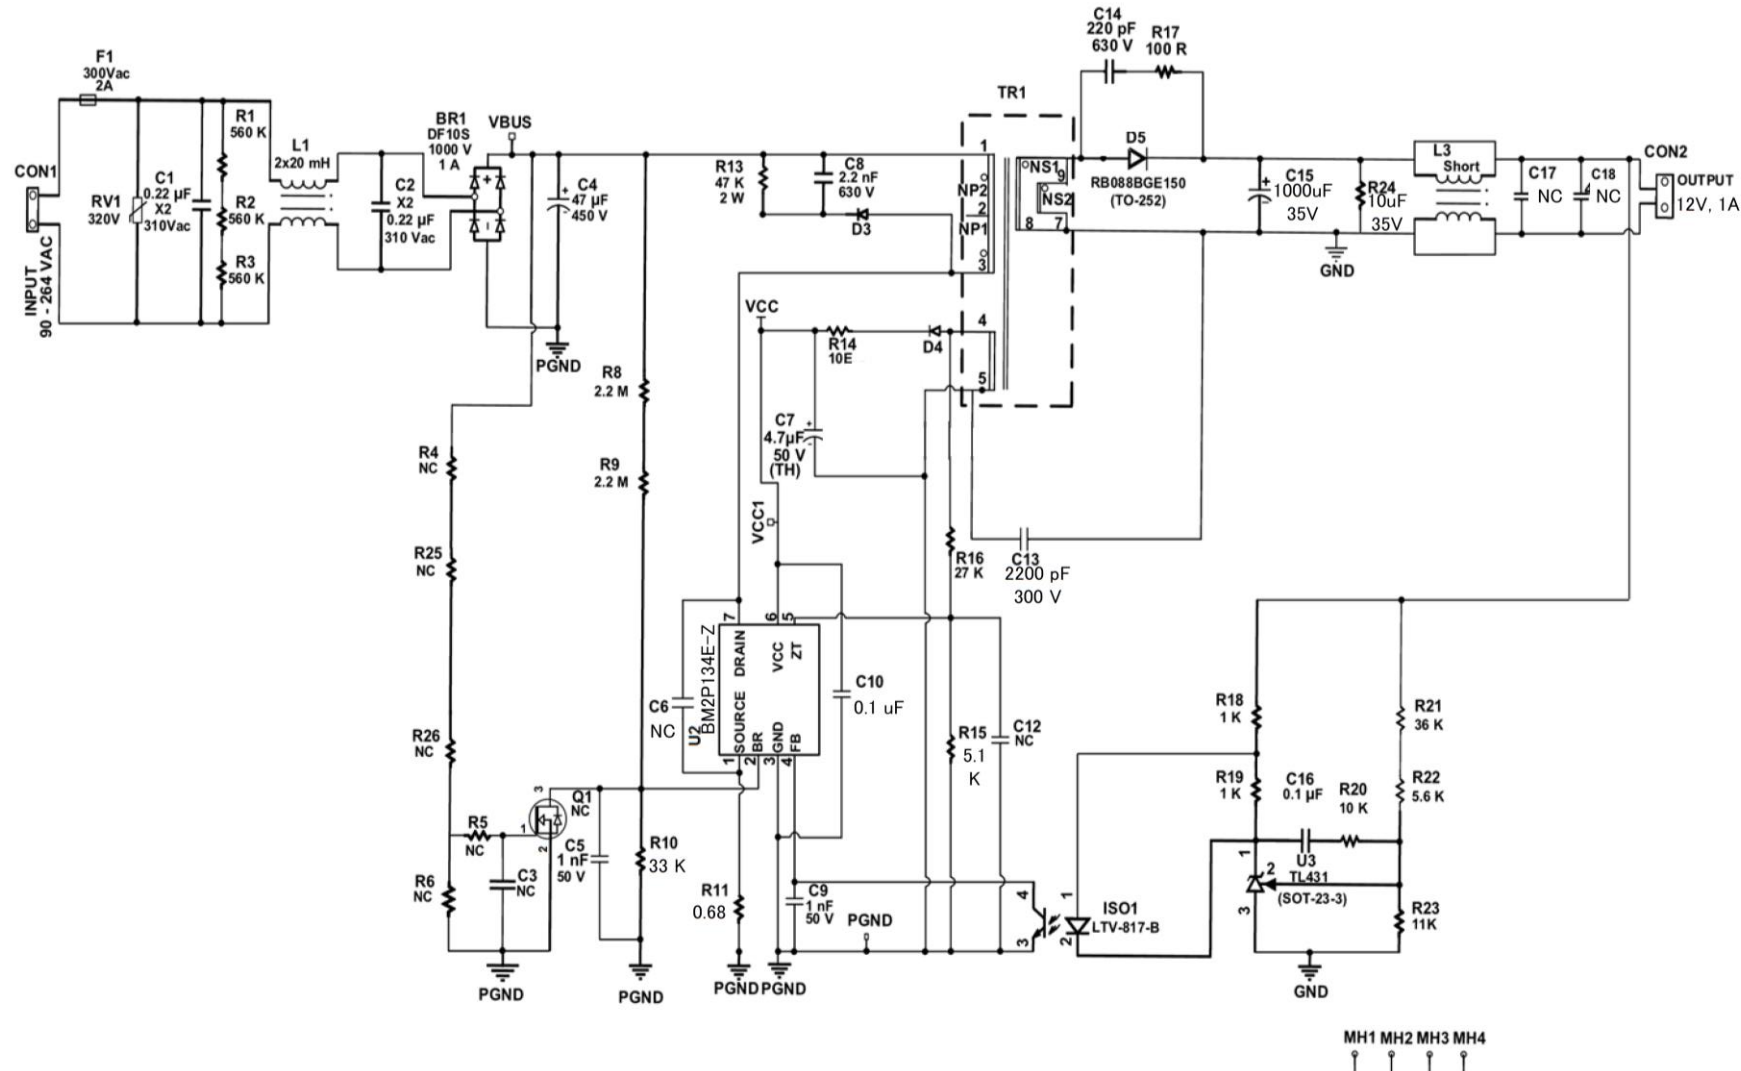 F1
300Vac
2A
CON1
INPUT
90 - 264 VAC
RV1
320V
C1
0.22 µF
X2
310Vac
R1
560 K
R2
560 K
R3
560 K
L1
2x20 mH
C2
X2
0.22 µF
310 Vac
BR1
DF10S
1000 V
1 A
VBUS
+
-
C4
+
47 µF
450 V
PGND
R13
47 K
2 W
C8
2.2 nF
630 V
D3
TR1
1
NP2
2
NP1
3
4
5
NS1
9
NS2
8
7
C14
220 pF
630 V
R17
100 R
D5
RB088BGE150
(TO-252)
C15
+
1000uF
35V
R24
10uF
35V
GND
L3
Short
C17
NC
C18
NC
CON2
OUTPUT
12V, 1A
VCC
R14
10E
D4
C7
+
4.7µF
-
50 V
(TH)
VCC1
R16
27 K
C13
2200 pF
300 V
R8
2.2 M
R9
2.2 M
R4
NC
R25
NC
R26
NC
R5
NC
R6
NC
C3
NC
Q1
NC
3
1
2
C5
1 nF
50 V
R10
33 K
PGND
PGND
C6
NC
U2
BM2P134E-Z
7
6
5
DRAIN
VCC
ZT
SOURCE
BR
GND
FB
1
2
3
4
C10
0.1 uF
R15
5.1
K
C12
NC
R11
0.68
C9
1 nF
50 V
PGND
PGND
PGND
4
3
1
2
ISO1
LTV-817-B
R18
1 K
R19
1 K
C16
0.1 µF
R20
10 K
R21
36 K
R22
5.6 K
R23
11K
1
2
3
U3
TL431
(SOT-23-3)
GND
MH1 MH2 MH3 MH4